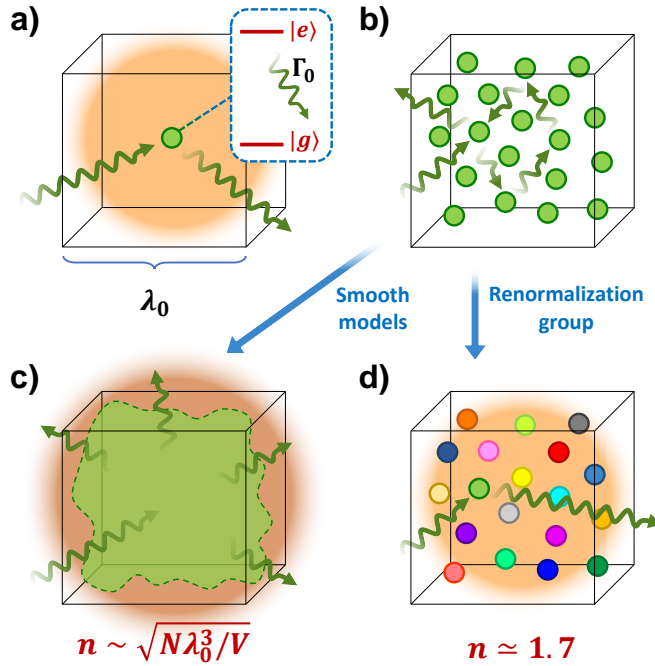 a)
|e⟩
Γ₀
|g⟩
λ₀
b)
Smooth
models
Renormalization
group
c)
n ~ √(Nλ₀³/V)
d)
n ≃ 1.7